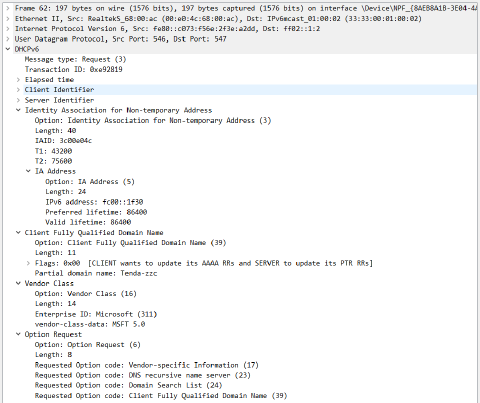 Frame 62: 197 bytes on wire (1576 bits), 197 bytes captured (1576 bits) on interface \Device\NPF_{8AEB8A1B-3E04-4A
Ethernet II, Src: RealtekS_68:00:ac (00:e0:4c:68:00:ac), Dst: IPv6mcast_01:00:02 (33:33:00:01:00:02)
Internet Protocol Version 6, Src: fe80::c073:f56e:2f3e:a2dd, Dst: ff02::1:2
User Datagram Protocol, Src Port: 546, Dst Port: 547
DHCPv6
Message type: Request (3)
Transaction ID: 0xe92819
Elapsed time
Client Identifier
Server Identifier
Identity Association for Non-temporary Address
Option: Identity Association for Non-temporary Address (3)
Length: 40
IAID: 3c00e04c
T1: 43200
T2: 75600
IA Address
Option: IA Address (5)
Length: 24
IPv6 address: fc00::1f30
Preferred lifetime: 86400
Valid lifetime: 86400
Client Fully Qualified Domain Name
Option: Client Fully Qualified Domain Name (39)
Length: 11
Flags: 0x00 [CLIENT wants to update its AAAA RRs and SERVER to update its PTR RRs]
Partial domain name: Tenda-zzc
Vendor Class
Option: Vendor Class (16)
Length: 14
Enterprise ID: Microsoft (311)
vendor-class-data: MSFT 5.0
Option Request
Option: Option Request (6)
Length: 8
Requested Option code: Vendor-specific Information (17)
Requested Option code: DNS recursive name server (23)
Requested Option code: Domain Search List (24)
Requested Option code: Client Fully Qualified Domain Name (39)